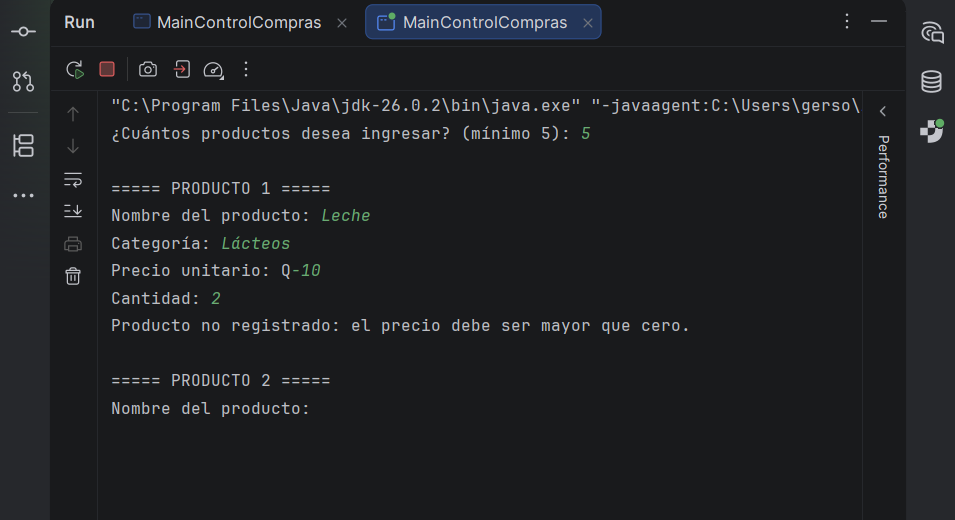 Run MainControlCompras MainControlCompras
"C:\Program Files\Java\jdk-26.0.2\bin\java.exe" "-javaagent:C:\Users\gerso\
¿Cuántos productos desea ingresar? (mínimo 5): 5
===== PRODUCTO 1 =====
Nombre del producto: Leche
Categoría: Lácteos
Precio unitario: Q-10
Cantidad: 2
Producto no registrado: el precio debe ser mayor que cero.
===== PRODUCTO 2 =====
Nombre del producto:
Performance